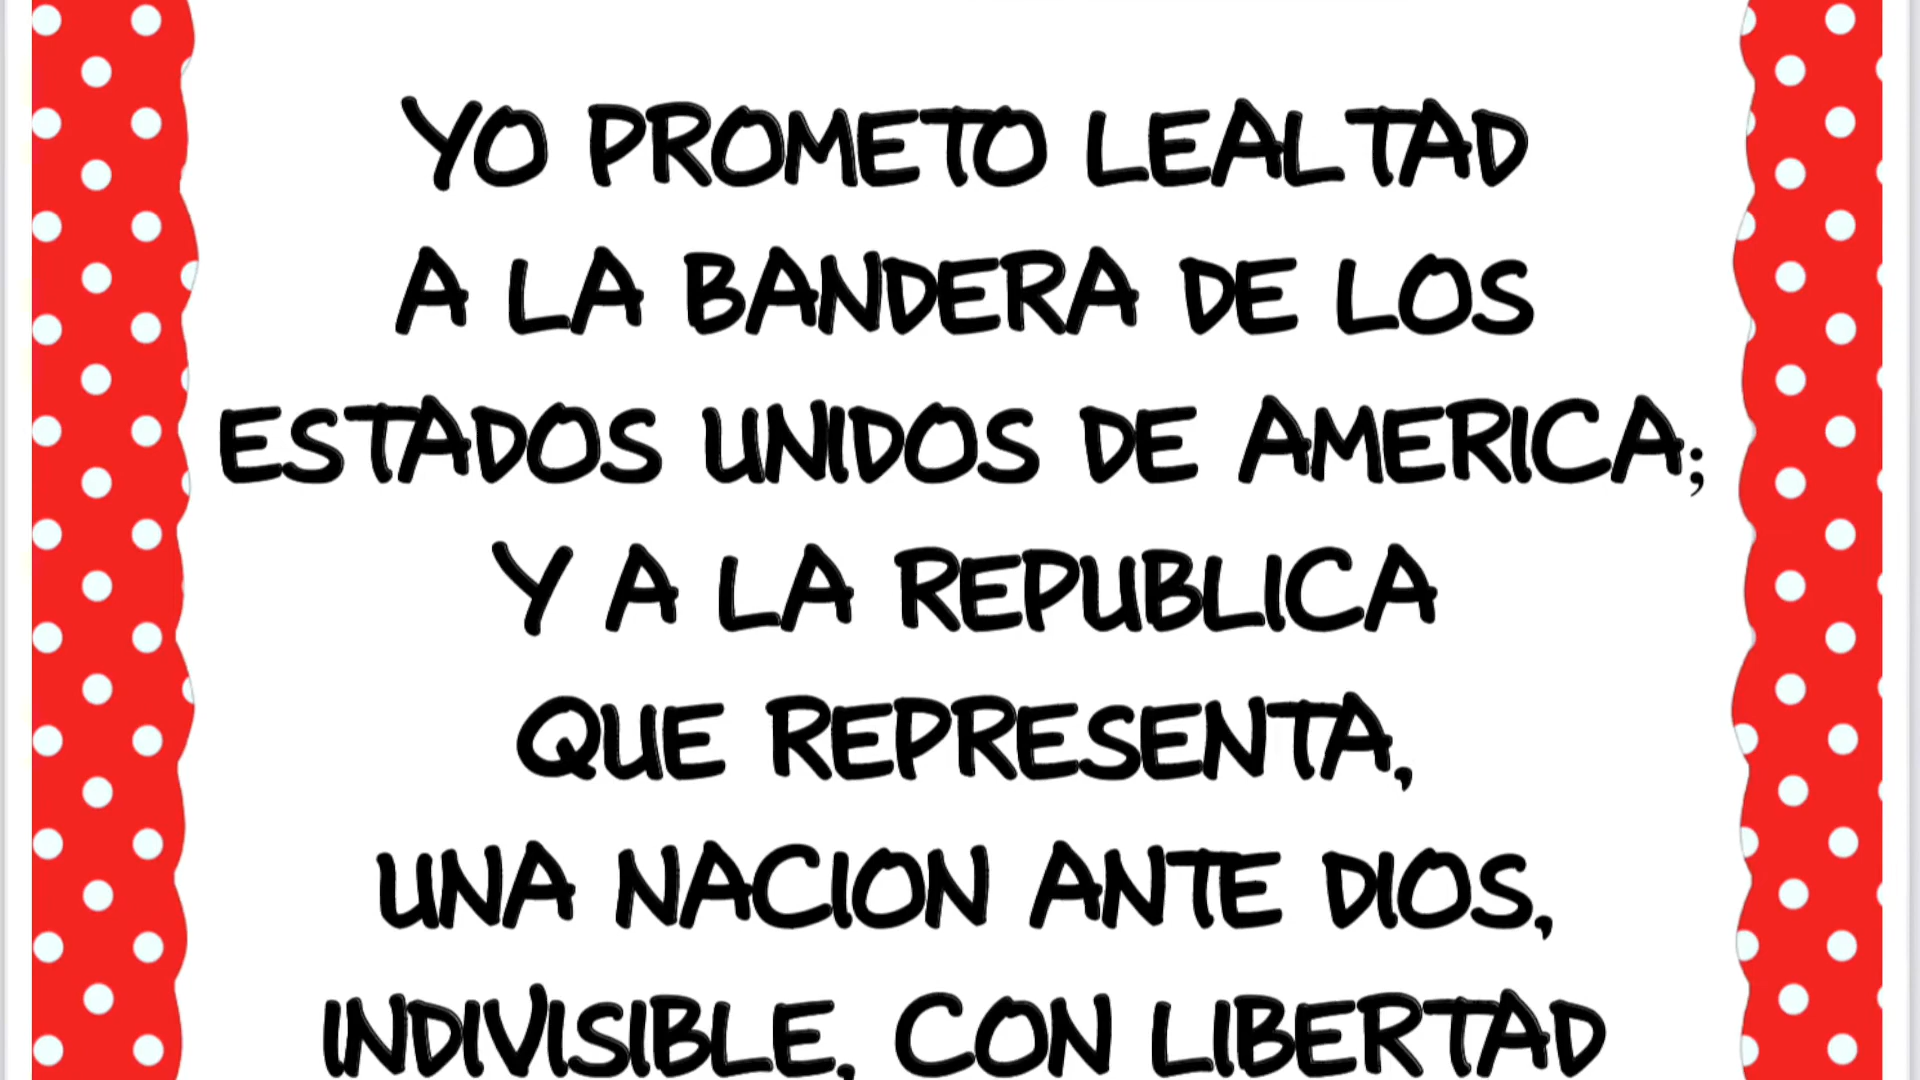 YO PROMETO LEALTAD
A LA BANDERA DE LOS
ESTADOS UNIDOS DE AMERICA;
Y A LA REPUBLICA
QUE REPRESENTA,
UNA NACION ANTE DIOS,
INDIVISIBLE, CON LIBERTAD